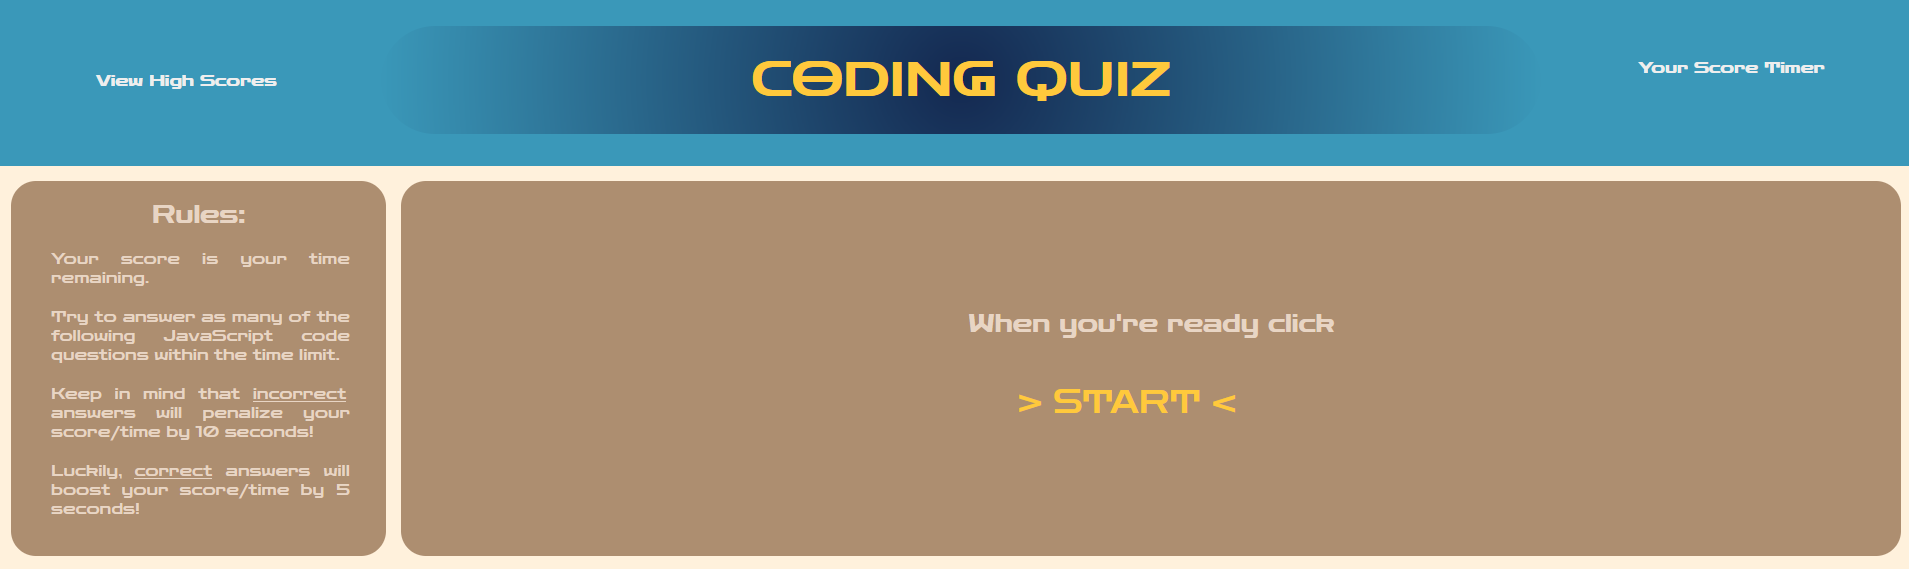 View High Scores
CODING QUIZ
Your Score Timer
Rules:
Your score is your time
remaining.
Try to answer as many of the
following JavaScript code
questions within the time limit.
Keep in mind that incorrect
answers will penalize your
score/time by 10 seconds!
Luckily, correct answers will
boost your score/time by 5
seconds!
When you're ready click
> START <